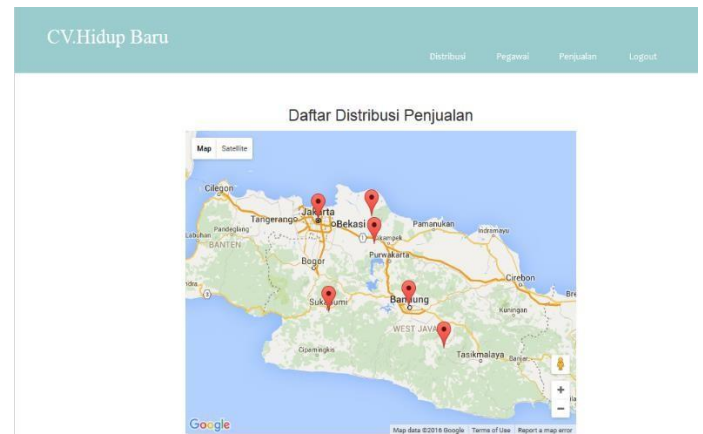 CV.Hidup Baru
Distribusi Pegawai Penjualan Logout
Daftar Distribusi Penjualan
Map Satellite
Cilegon
Jakarta
Tangerang
Bekasi
Pamanukan
Indramayu
Pandeglang
Labuhan
BANTEN
Bogor
Purwakarta
Cirebon
Sukabumi
Bandung
Kuningan
WEST JAVA
Tasikmalaya
Banjar
+
−
Google
Map data ©2016 Google Terms of Use Report a map error